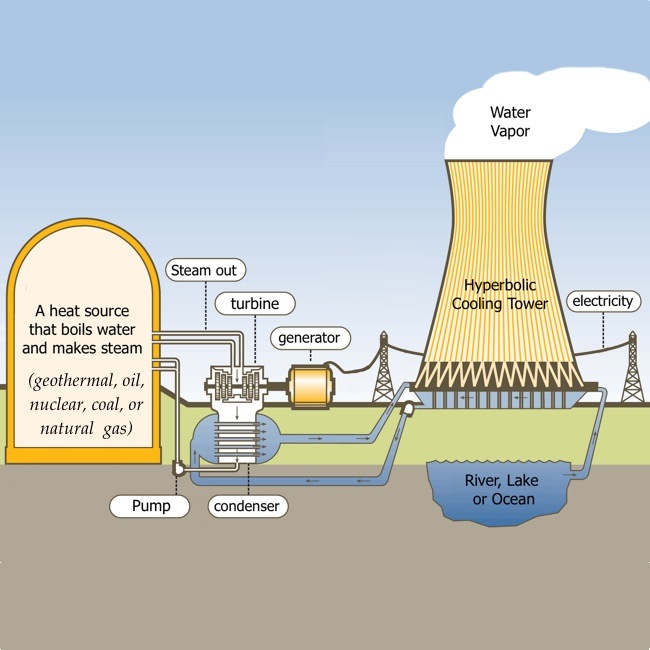 Water
Vapor
Hyperbolic
Cooling Tower
electricity
Steam out
turbine
generator
A heat source
that boils water
and makes steam
(geothermal, oil,
nuclear, coal, or
natural gas)
River, Lake
or Ocean
Pump
condenser